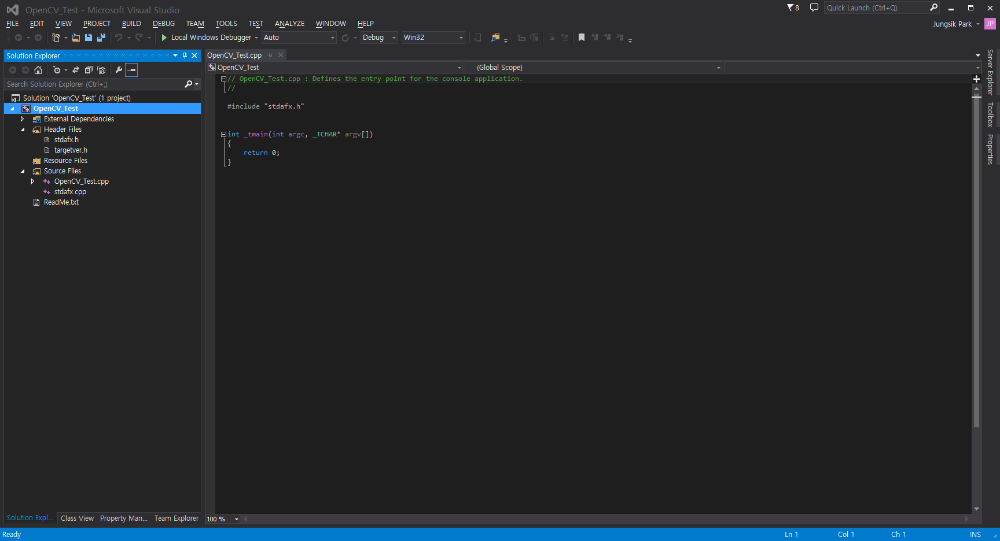 OpenCV_Test - Microsoft Visual Studio
8
Quick Launch (Ctrl+Q)
FILE EDIT VIEW PROJECT BUILD DEBUG TEAM TOOLS TEST ANALYZE WINDOW HELP
Jungsik Park JP
Local Windows Debugger Auto Debug Win32
Solution Explorer
Search Solution Explorer (Ctrl+;)
Solution 'OpenCV_Test' (1 project)
OpenCV_Test
External Dependencies
Header Files
stdafx.h
targetver.h
Resource Files
Source Files
OpenCV_Test.cpp
stdafx.cpp
ReadMe.txt
Solution Expl... Class View Property Man... Team Explorer
OpenCV_Test.cpp
OpenCV_Test (Global Scope)
// OpenCV_Test.cpp : Defines the entry point for the console application.
//
#include "stdafx.h"
int _tmain(int argc, _TCHAR* argv[])
{
return 0;
}
100 %
Server Explorer
Toolbox
Properties
Ready Ln 1 Col 1 Ch 1 INS